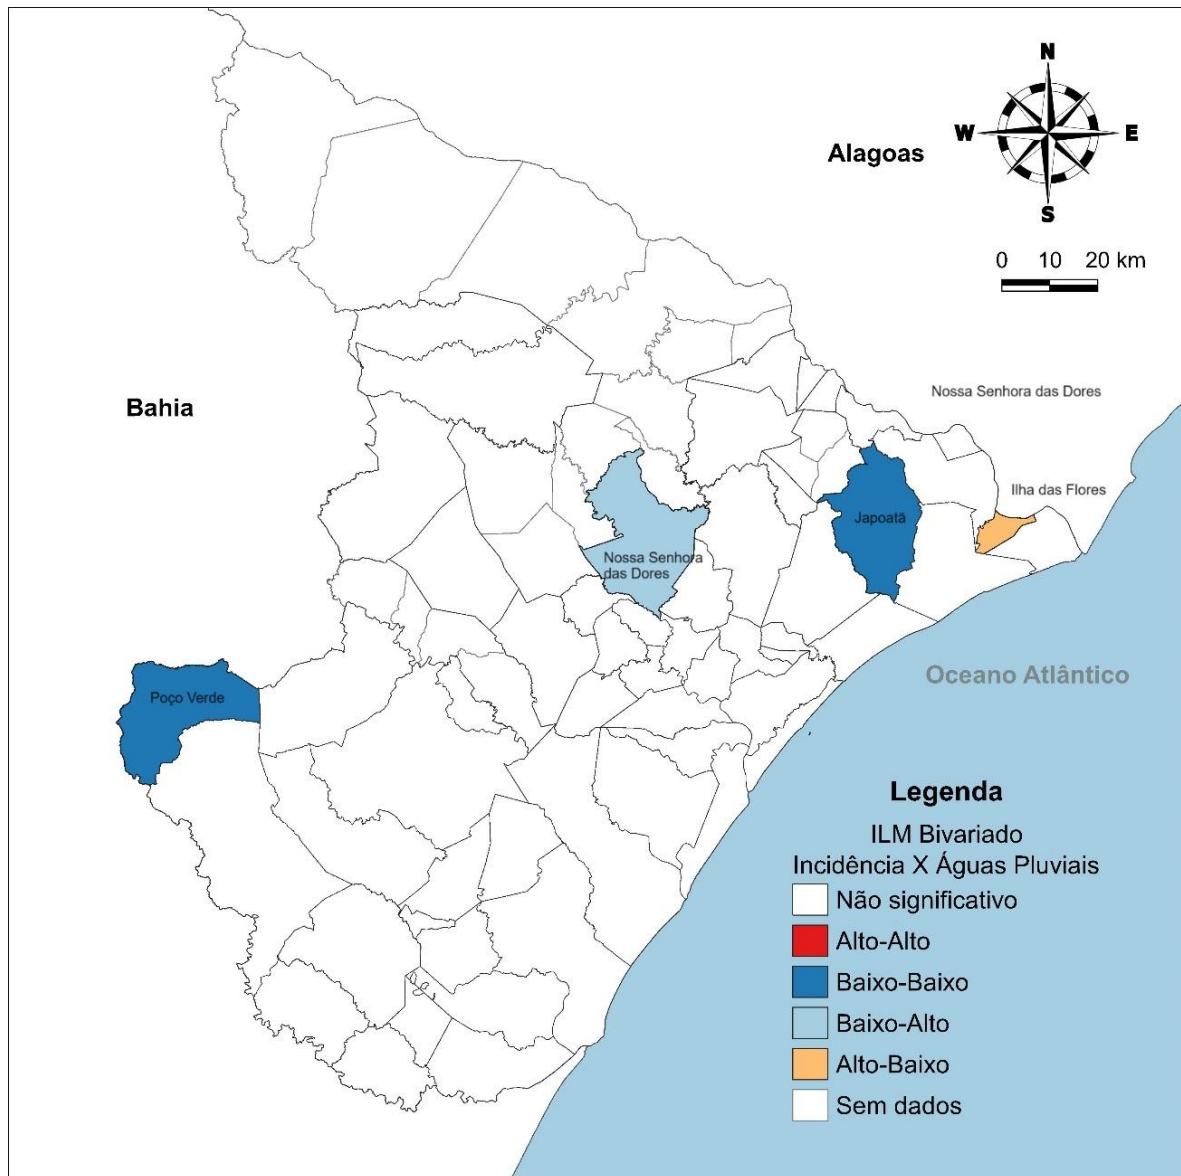 N
W
E
S
Alagoas
0 10 20 km
Bahia
Nossa Senhora das Dores
Ilha das Flores
Japoatã
Nossa Senhora
das Dores
Poço Verde
Oceano Atlântico
Legenda
ILM Bivariado
Incidência X Águas Pluviais
Não significativo
Alto-Alto
Baixo-Baixo
Baixo-Alto
Alto-Baixo
Sem dados